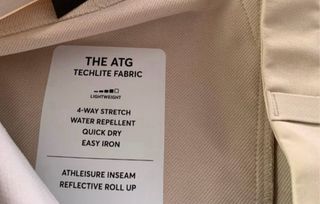 THE ATG
TECHLITE FABRIC
LIGHTWEIGHT
4-WAY STRETCH
WATER REPELLENT
QUICK DRY
EASY IRON
ATHLEISURE INSEAM
REFLECTIVE ROLL UP